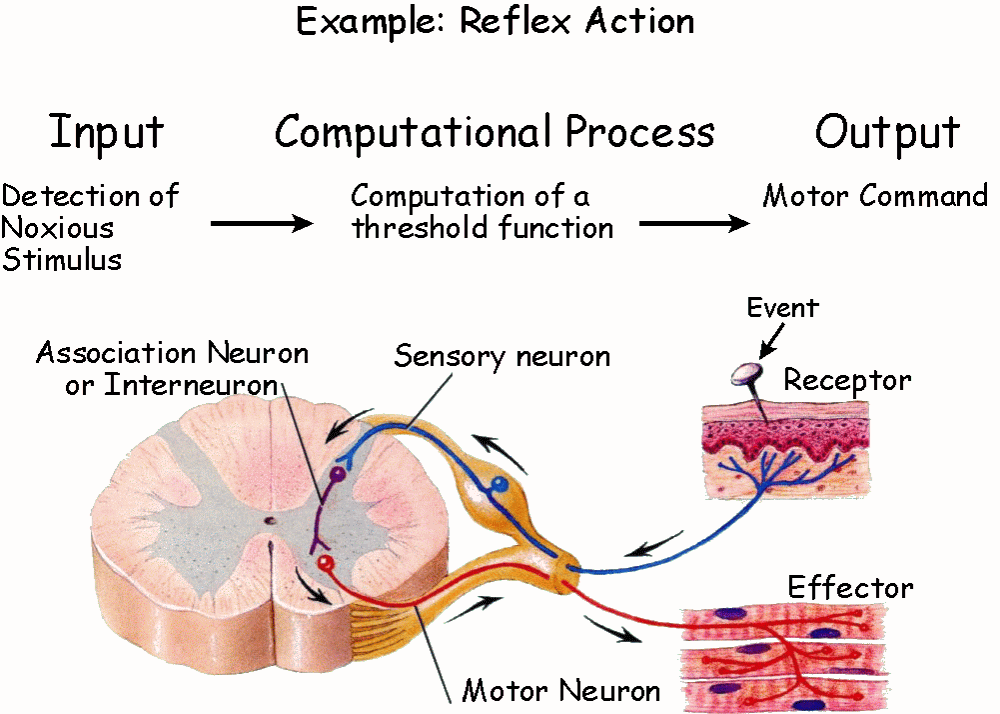 Example: Reflex Action
Input
Computational Process
Output
Detection of
Noxious
Stimulus
Computation of a
threshold function
Motor Command
Event
Association Neuron
or Interneuron
Sensory neuron
Receptor
Effector
Motor Neuron